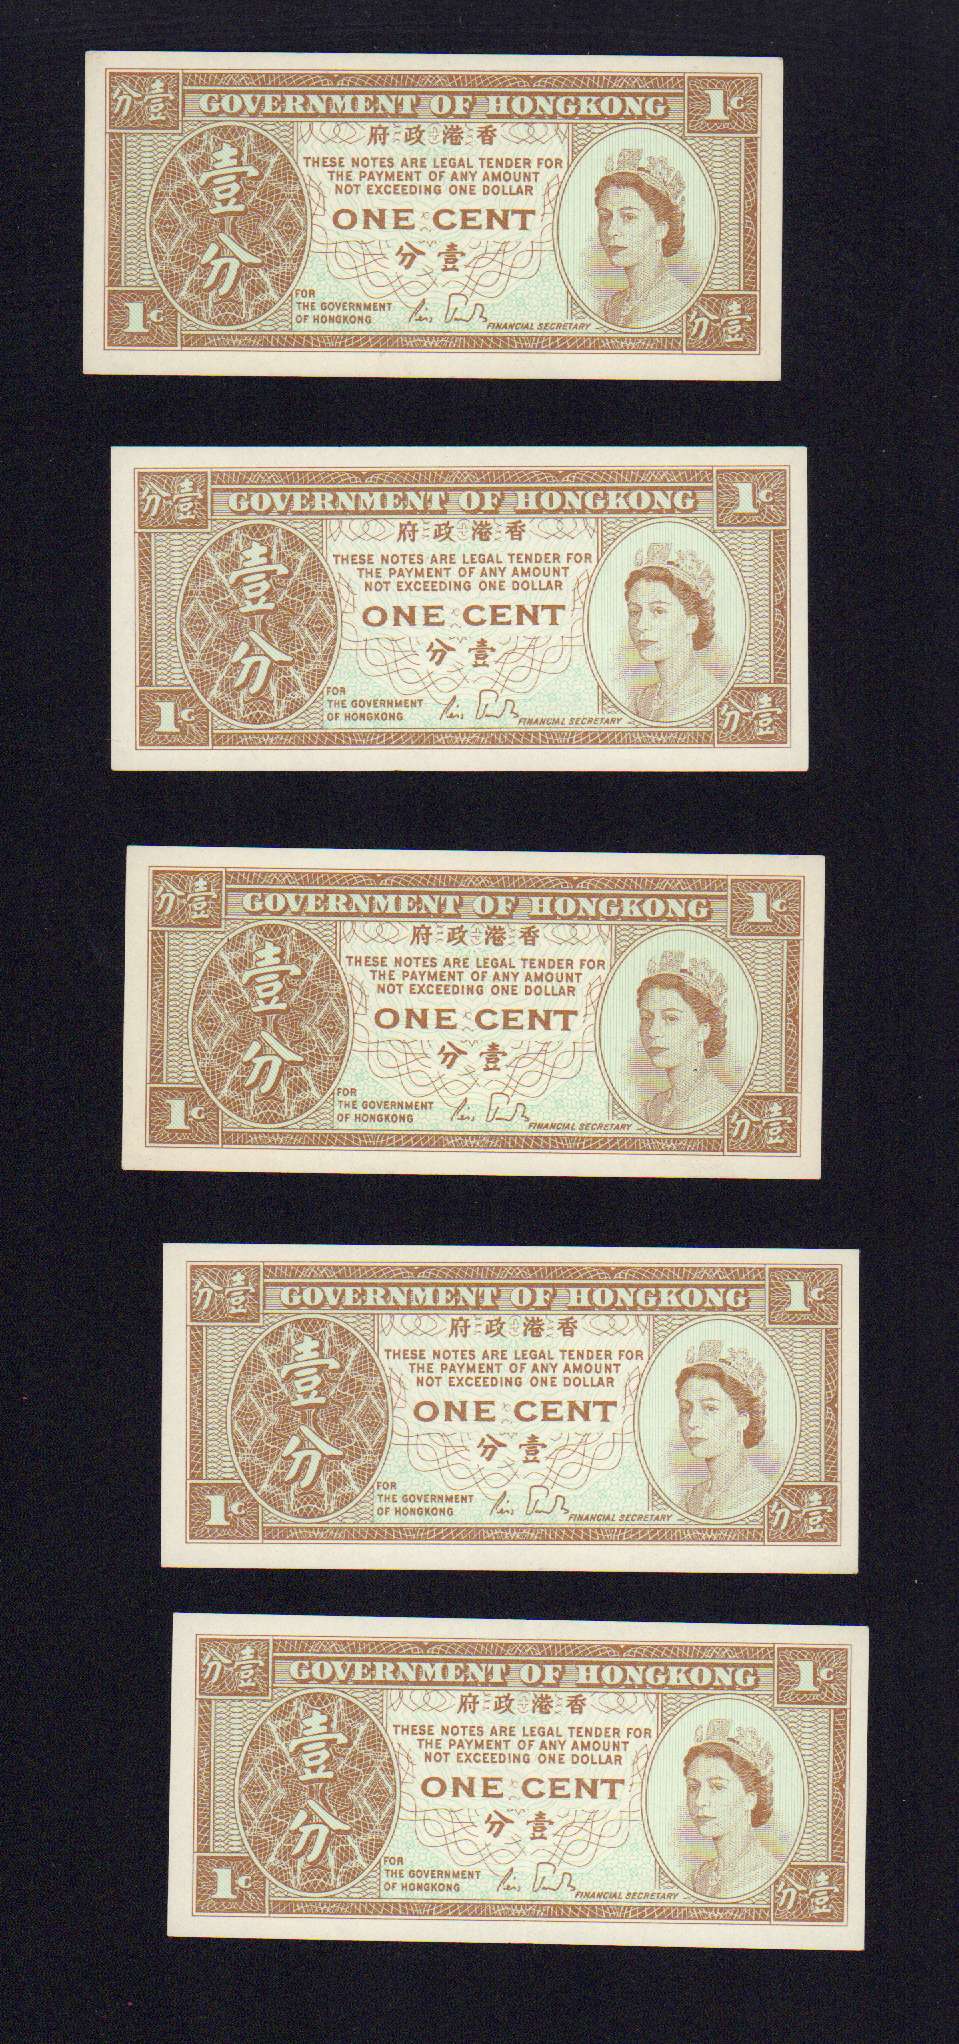 分壹 GOVERNMENT OF HONGKONG 1c
府政港香
THESE NOTES ARE LEGAL TENDER FOR
THE PAYMENT OF ANY AMOUNT
NOT EXCEEDING ONE DOLLAR
壹分
ONE CENT
分壹
FOR
THE GOVERNMENT
OF HONGKONG
FINANCIAL SECRETARY
1c 分壹
分壹 GOVERNMENT OF HONGKONG 1c
府政港香
THESE NOTES ARE LEGAL TENDER FOR
THE PAYMENT OF ANY AMOUNT
NOT EXCEEDING ONE DOLLAR
壹分
ONE CENT
分壹
FOR
THE GOVERNMENT
OF HONGKONG
FINANCIAL SECRETARY
1c 分壹
分壹 GOVERNMENT OF HONGKONG 1c
府政港香
THESE NOTES ARE LEGAL TENDER FOR
THE PAYMENT OF ANY AMOUNT
NOT EXCEEDING ONE DOLLAR
壹分
ONE CENT
分壹
FOR
THE GOVERNMENT
OF HONGKONG
FINANCIAL SECRETARY
1c 分壹
分壹 GOVERNMENT OF HONGKONG 1c
府政港香
THESE NOTES ARE LEGAL TENDER FOR
THE PAYMENT OF ANY AMOUNT
NOT EXCEEDING ONE DOLLAR
壹分
ONE CENT
分壹
FOR
THE GOVERNMENT
OF HONGKONG
FINANCIAL SECRETARY
1c 分壹
分壹 GOVERNMENT OF HONGKONG 1c
府政港香
THESE NOTES ARE LEGAL TENDER FOR
THE PAYMENT OF ANY AMOUNT
NOT EXCEEDING ONE DOLLAR
壹分
ONE CENT
分壹
FOR
THE GOVERNMENT
OF HONGKONG
FINANCIAL SECRETARY
1c 分壹